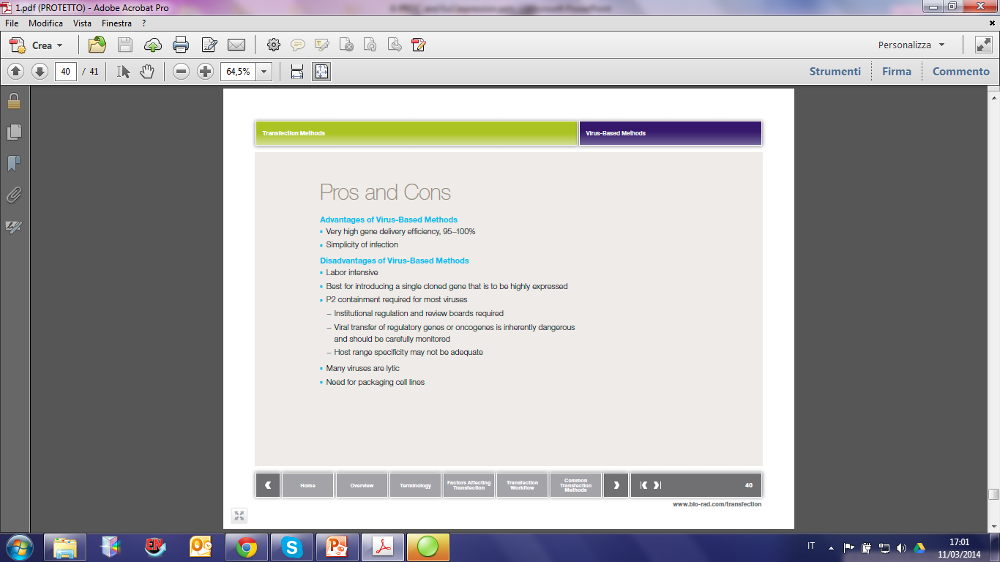 1.pdf (PROTETTO) - Adobe Acrobat Pro
File Modifica Vista Finestra ?
Crea
Personalizza
40 / 41
64,5%
Strumenti Firma Commento
Transfection Methods
Virus-Based Methods
Pros and Cons
Advantages of Virus-Based Methods
▪ Very high gene delivery efficiency, 95–100%
▪ Simplicity of infection
Disadvantages of Virus-Based Methods
▪ Labor intensive
▪ Best for introducing a single cloned gene that is to be highly expressed
▪ P2 containment required for most viruses
– Institutional regulation and review boards required
– Viral transfer of regulatory genes or oncogenes is inherently dangerous
and should be carefully monitored
– Host range specificity may not be adequate
▪ Many viruses are lytic
▪ Need for packaging cell lines
Home
Overview
Terminology
Factors Affecting
Transfection
Transfection
Workflow
Common
Transfection
Methods
40
www.bio-rad.com/transfection
EN
IT
17:01
11/03/2014